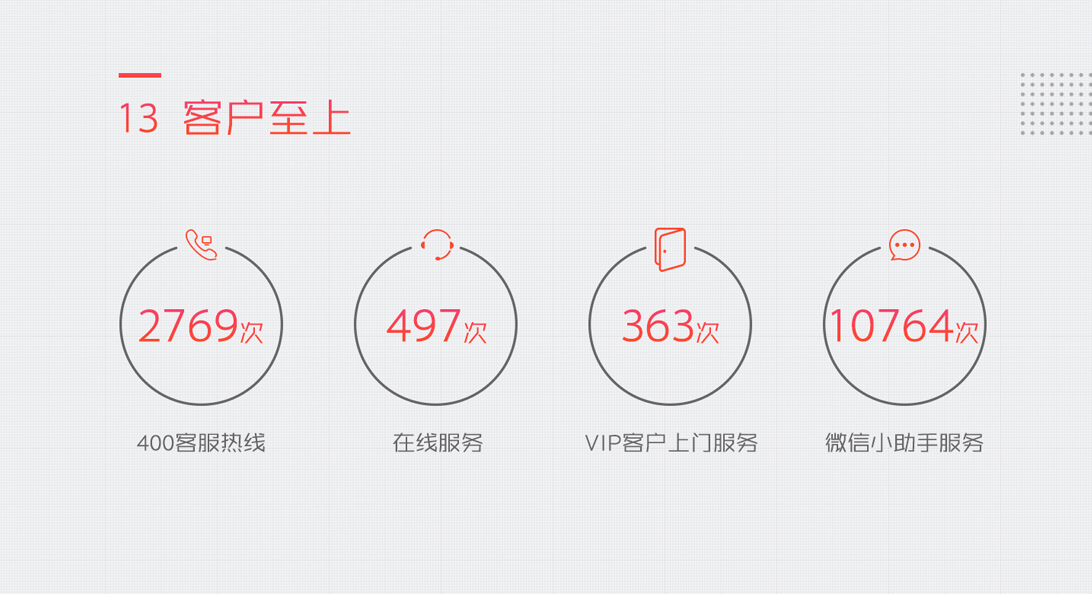 13 客户至上
2769次
497次
363次
10764次
400客服热线
在线服务
VIP客户上门服务
微信小助手服务